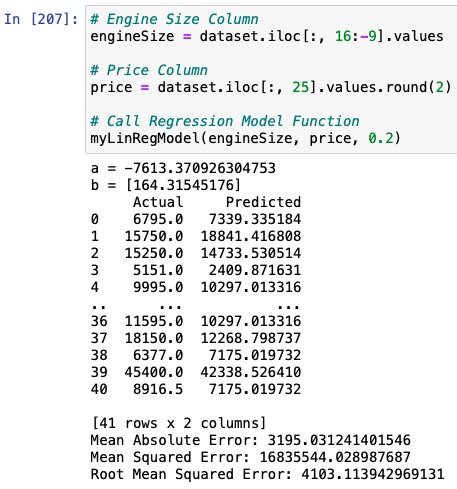 In [207]: # Engine Size Column
engineSize = dataset.iloc[:, 16:-9].values
# Price Column
price = dataset.iloc[:, 25].values.round(2)
# Call Regression Model Function
myLinRegModel(engineSize, price, 0.2)
a = -7613.370926304753
b = [164.31545176]
Actual Predicted
0 6795.0 7339.335184
1 15750.0 18841.416808
2 15250.0 14733.530514
3 5151.0 2409.871631
4 9995.0 10297.013316
.. ... ...
36 11595.0 10297.013316
37 18150.0 12268.798737
38 6377.0 7175.019732
39 45400.0 42338.526410
40 8916.5 7175.019732
[41 rows x 2 columns]
Mean Absolute Error: 3195.031241401546
Mean Squared Error: 16835544.028987687
Root Mean Squared Error: 4103.113942969131